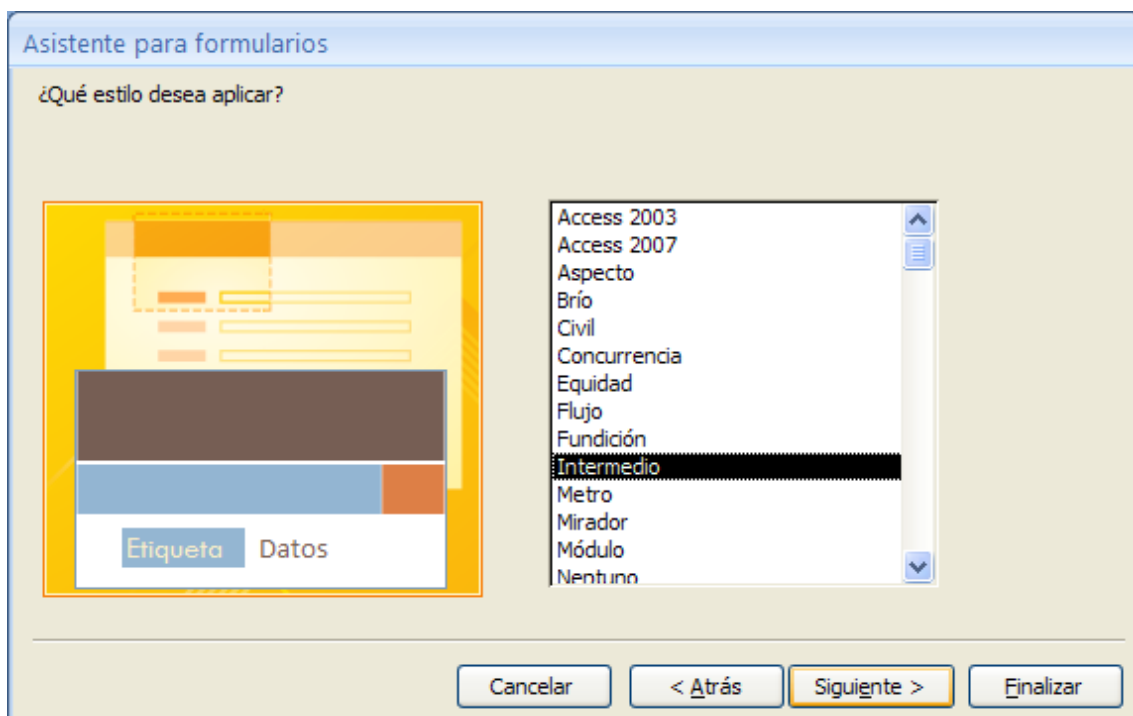 Asistente para formularios
¿Qué estilo desea aplicar?
Access 2003
Access 2007
Aspecto
Brío
Civil
Concurrencia
Equidad
Flujo
Fundición
Intermedio
Metro
Mirador
Módulo
Neptuno
Etiqueta Datos
Cancelar < Atrás Siguiente > Finalizar